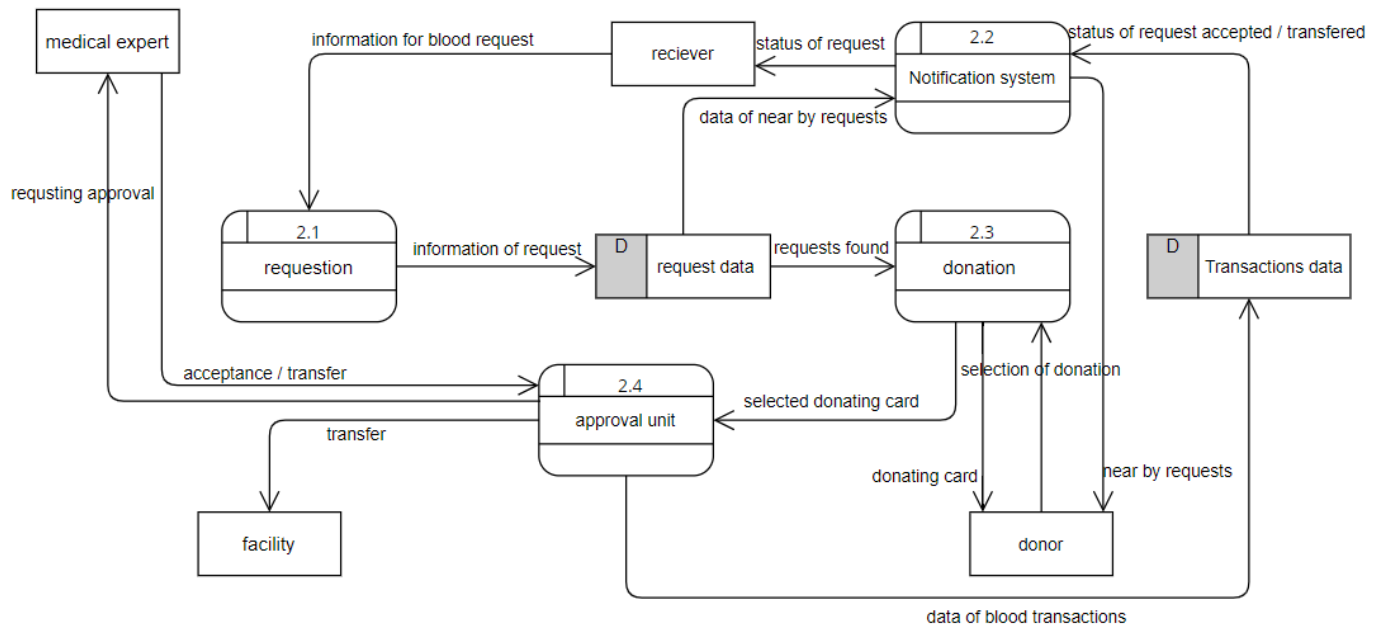 medical expert
information for blood request
reciever
status of request
2.2
Notification system
status of request accepted / transfered
data of near by requests
requsting approval
2.1
requestion
information of request
D
request data
requests found
2.3
donation
D
Transactions data
acceptance / transfer
2.4
approval unit
selected donating card
selection of donation
transfer
donating card
near by requests
facility
donor
data of blood transactions